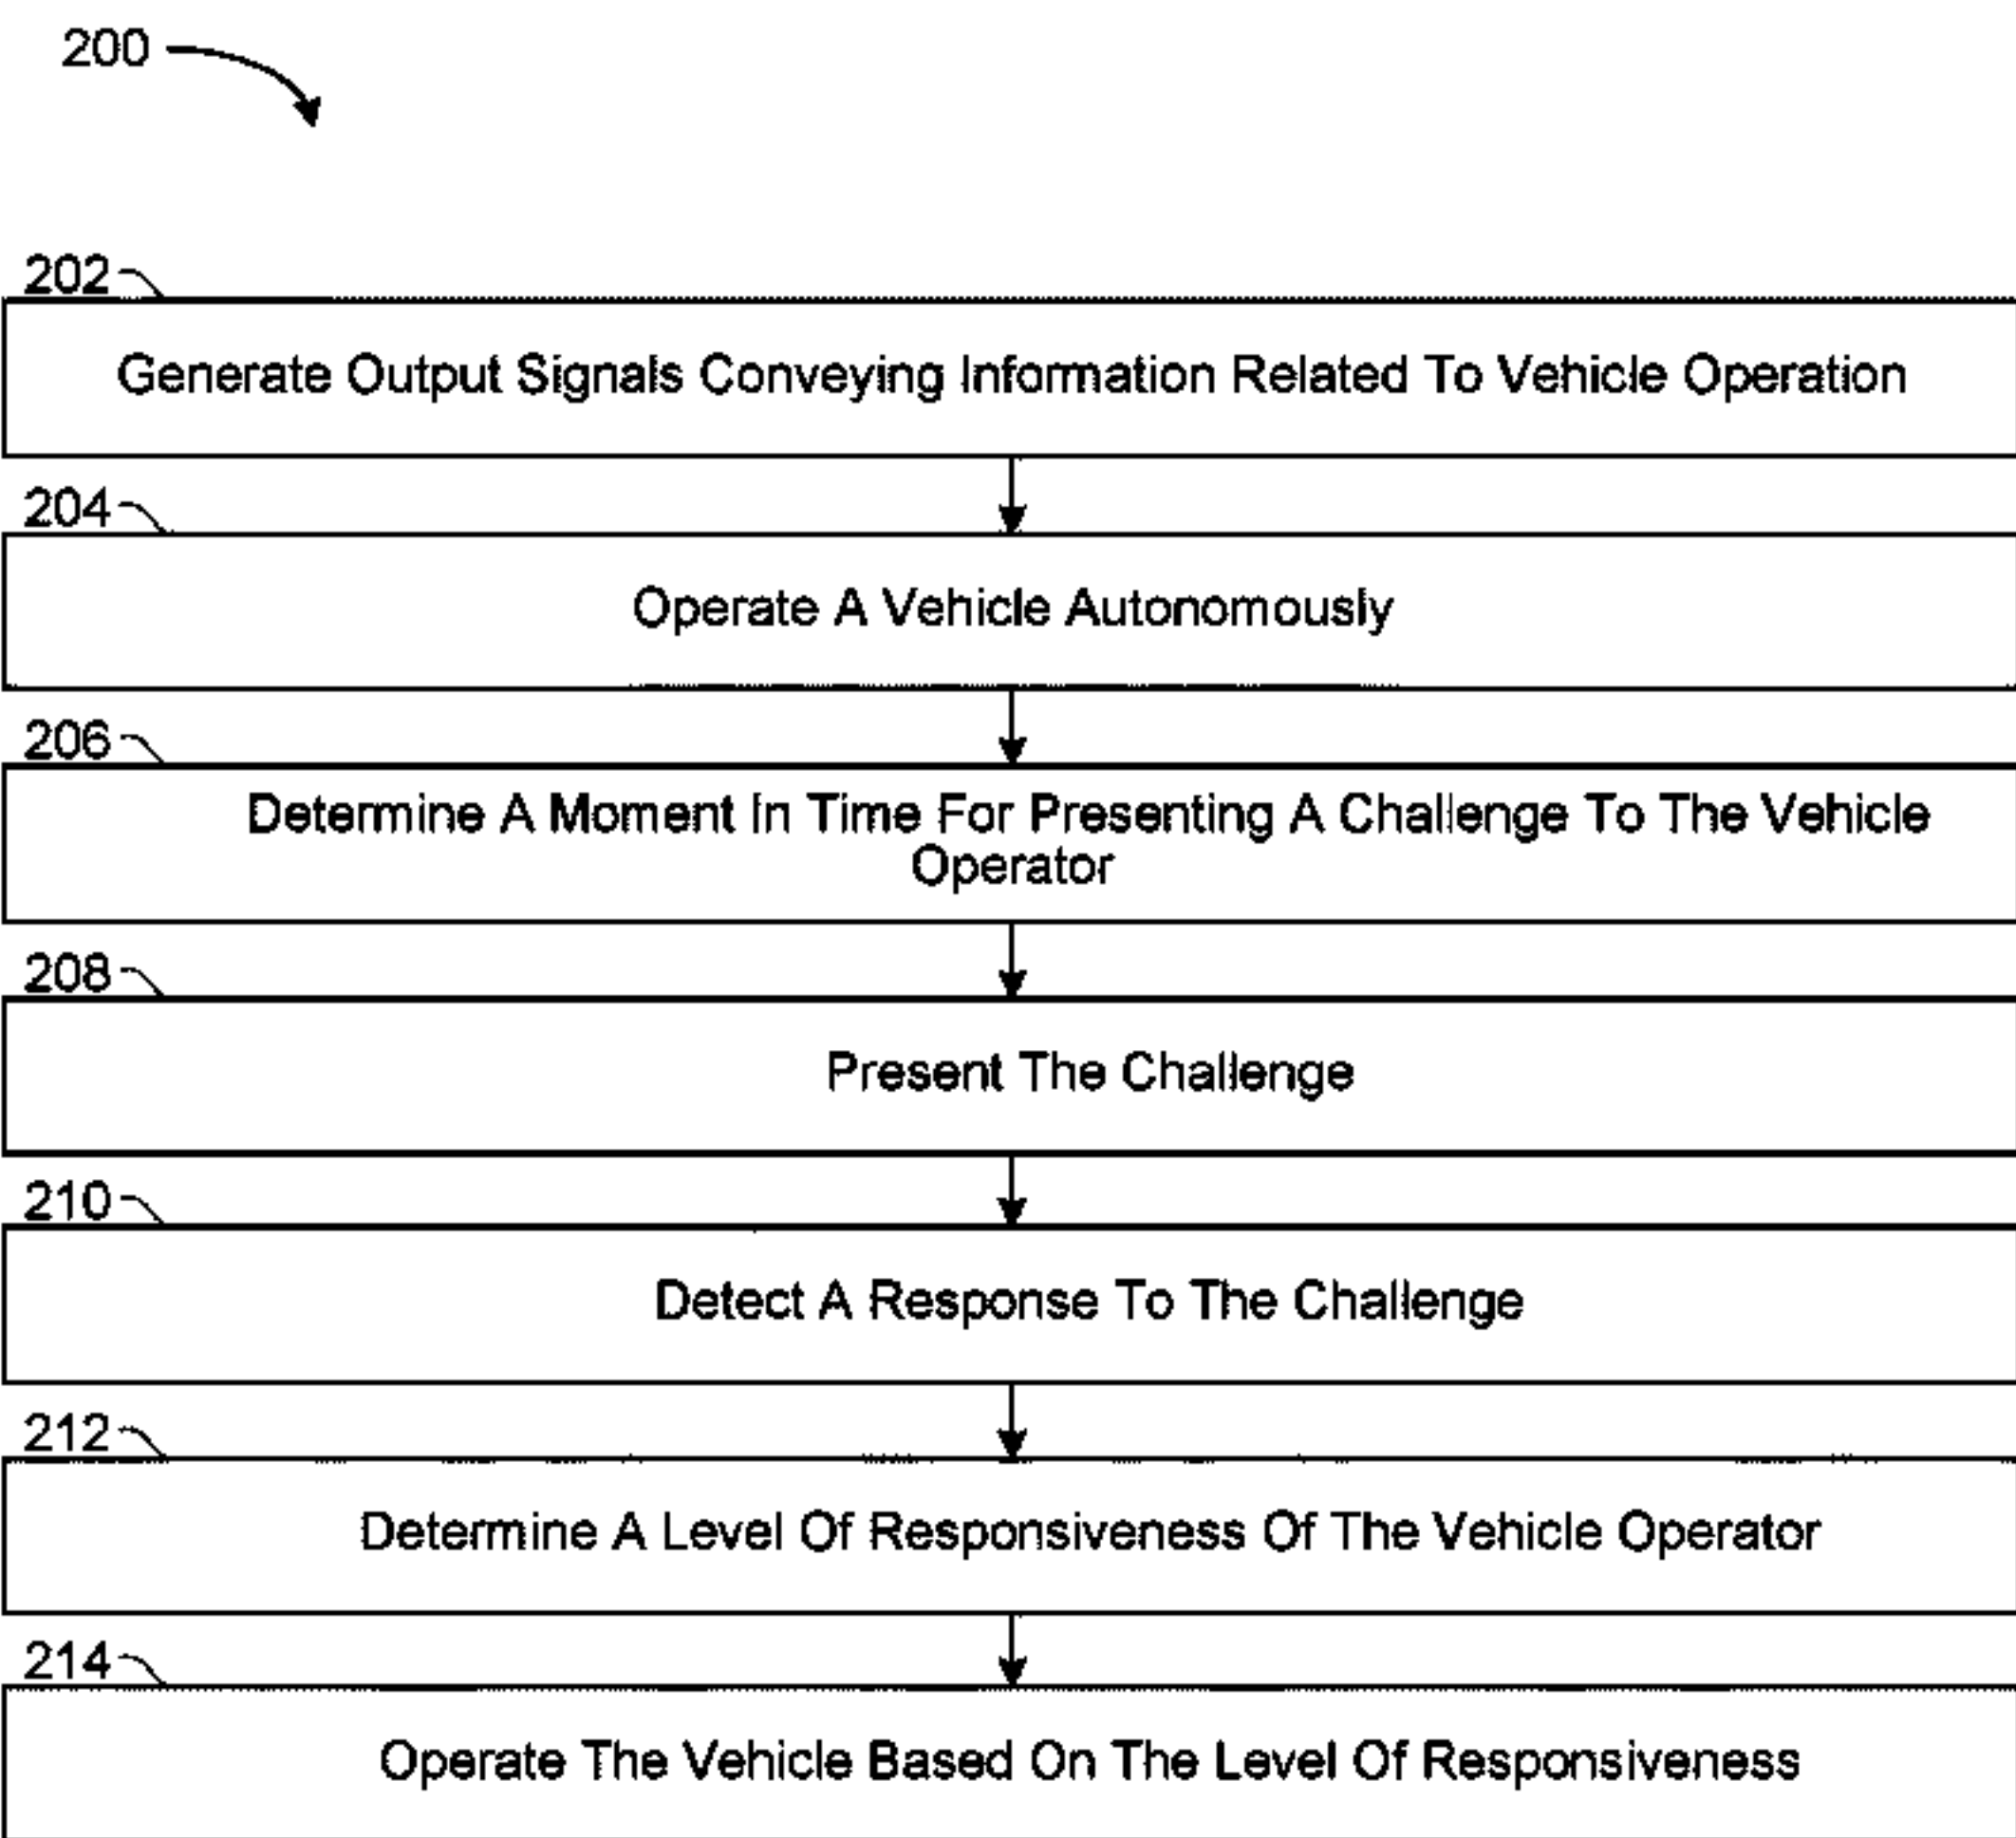 200
202
Generate Output Signals Conveying Information Related To Vehicle Operation
204
Operate A Vehicle Autonomously
206
Determine A Moment In Time For Presenting A Challenge To The Vehicle
Operator
208
Present The Challenge
210
Detect A Response To The Challenge
212
Determine A Level Of Responsiveness Of The Vehicle Operator
214
Operate The Vehicle Based On The Level Of Responsiveness